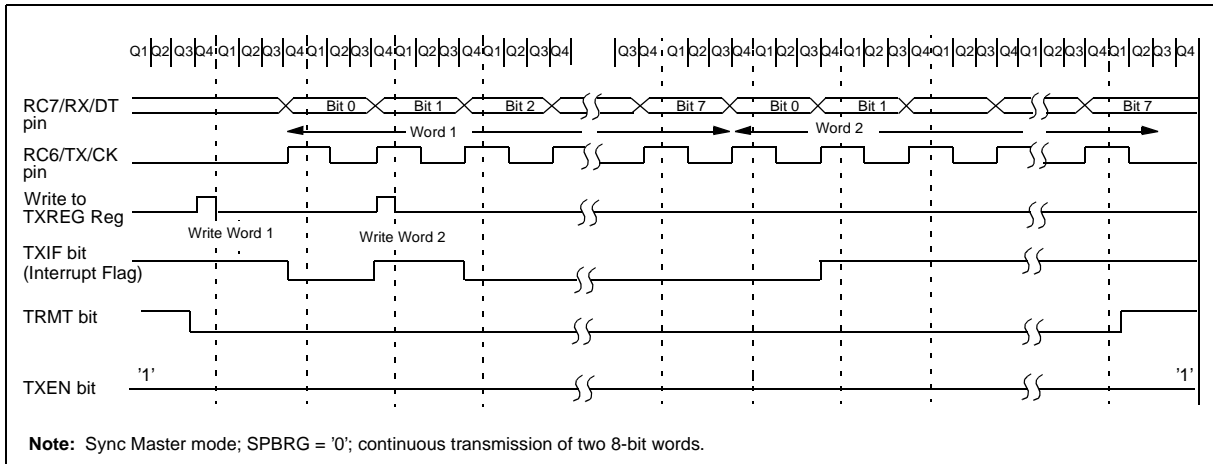 Q1 Q2 Q3 Q4 Q1 Q2 Q3 Q4 Q1 Q2 Q3 Q4 Q1 Q2 Q3 Q4 Q1 Q2 Q3 Q4 Q3 Q4 Q1 Q2 Q3 Q4 Q1 Q2 Q3 Q4 Q1 Q2 Q3 Q4 Q1 Q2 Q3 Q4 Q1 Q2 Q3 Q4 Q1 Q2 Q3 Q4
RC7/RX/DT
pin
Bit 0 Bit 1 Bit 2 Bit 7 Bit 0 Bit 1 Bit 7
Word 1 Word 2
RC6/TX/CK
pin
Write to
TXREG Reg
Write Word 1 Write Word 2
TXIF bit
(Interrupt Flag)
TRMT bit
'1' '1'
TXEN bit
Note: Sync Master mode; SPBRG = '0'; continuous transmission of two 8-bit words.